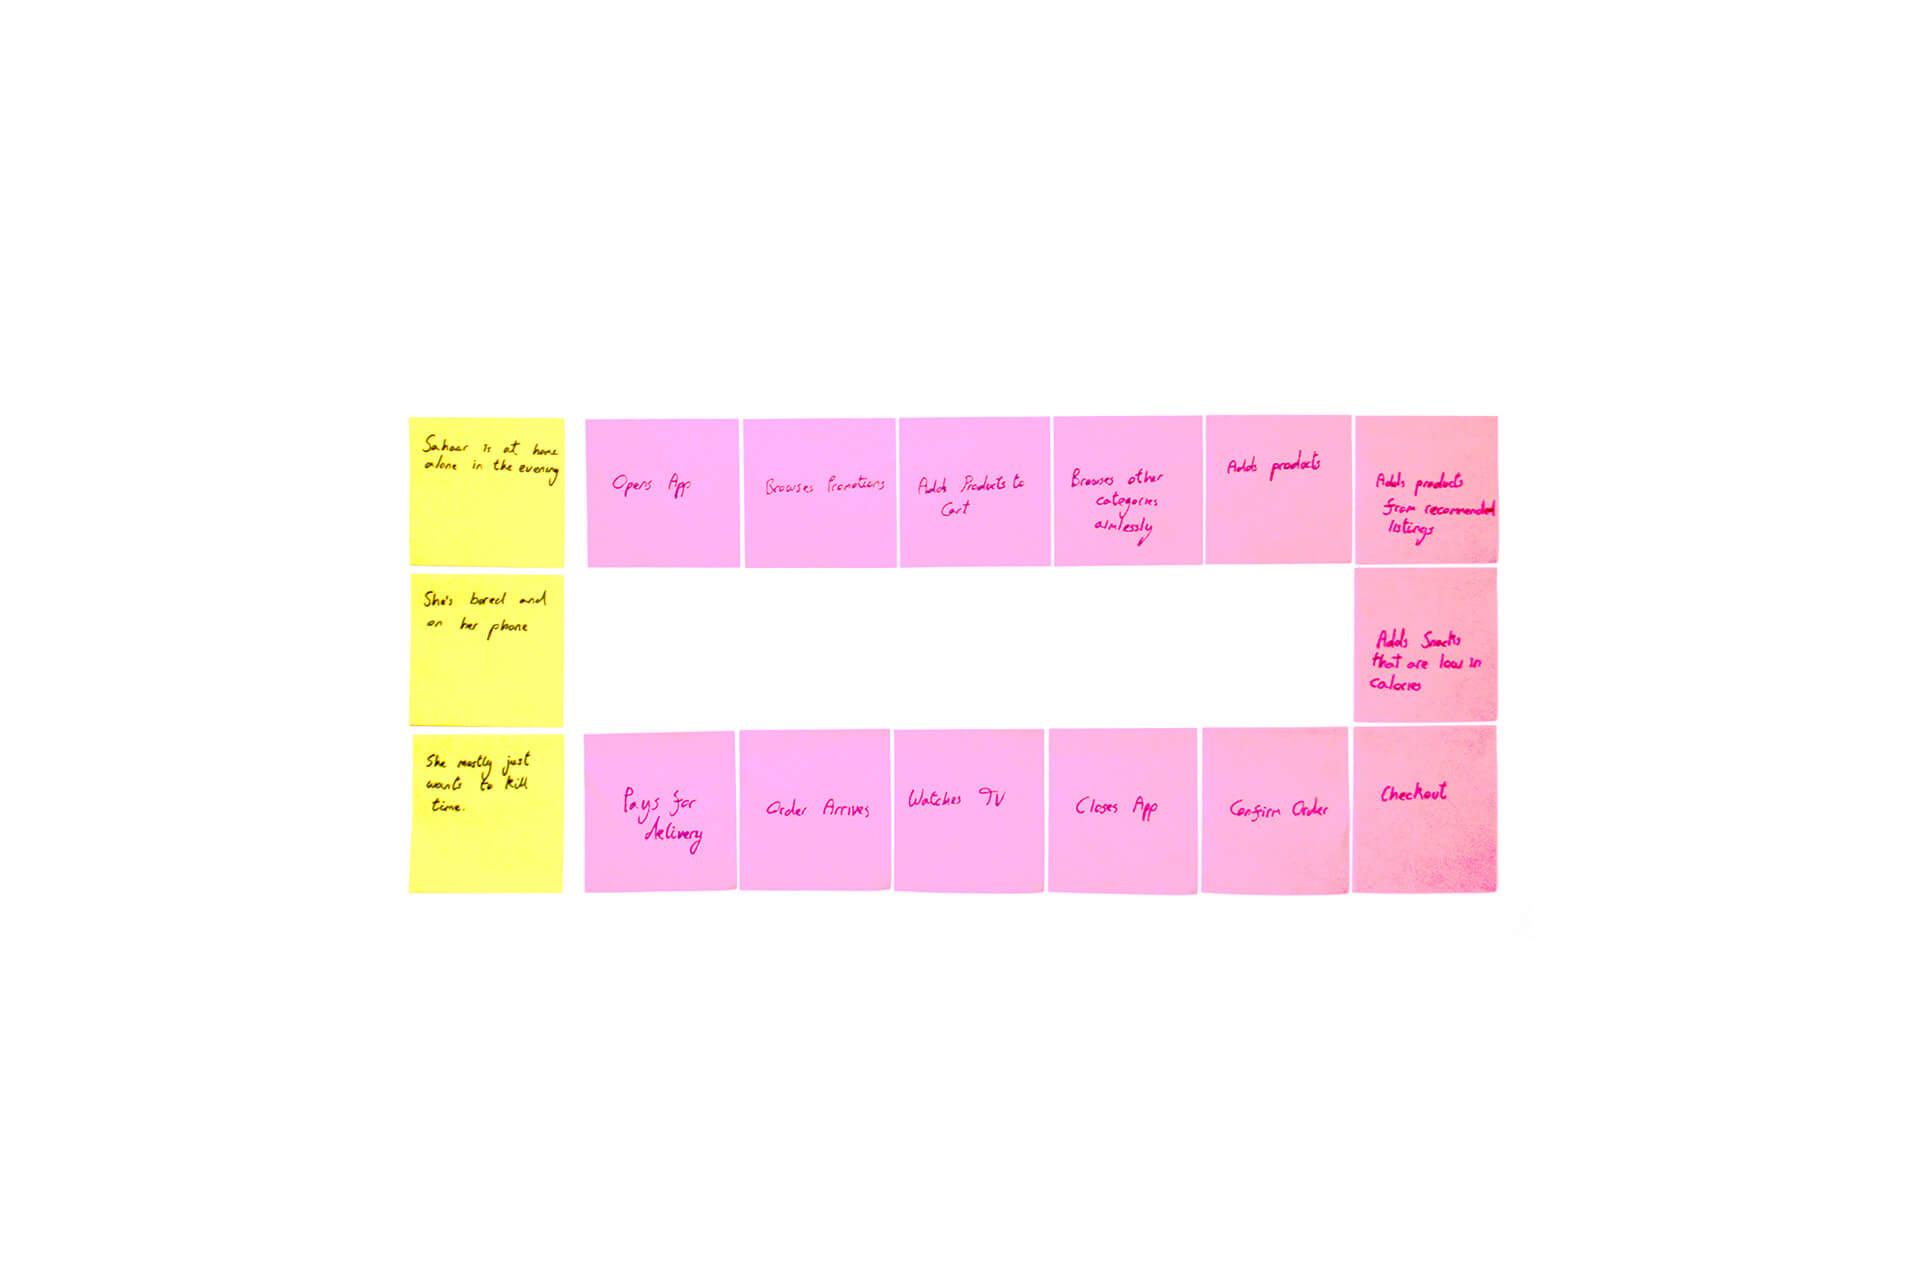 Sahaar is at home
alone in the evening
She's bored and
on her phone
She mostly just
wants to kill
time.
Opens App
Browses Promotions
Adds Products to
Cart
Browses other
categories
aimlessly
Adds products
Adds products
from recommended
listings
Adds Snacks
that are low in
calories
Checkout
Confirm Order
Closes App
Watches TV
Order Arrives
Pays for
delivery